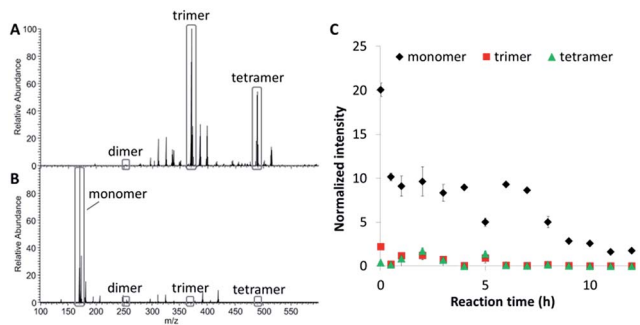 A
Relative Abundance
100
80
60
40
20
0
dimer
trimer
tetramer
B
Relative Abundance
80
60
40
20
0
monomer
dimer
trimer
tetramer
100 150 200 250 300 350 400 450 500 550
m/z
C
Normalized intensity
25
20
15
10
5
0
monomer trimer tetramer
0 5 10
Reaction time (h)